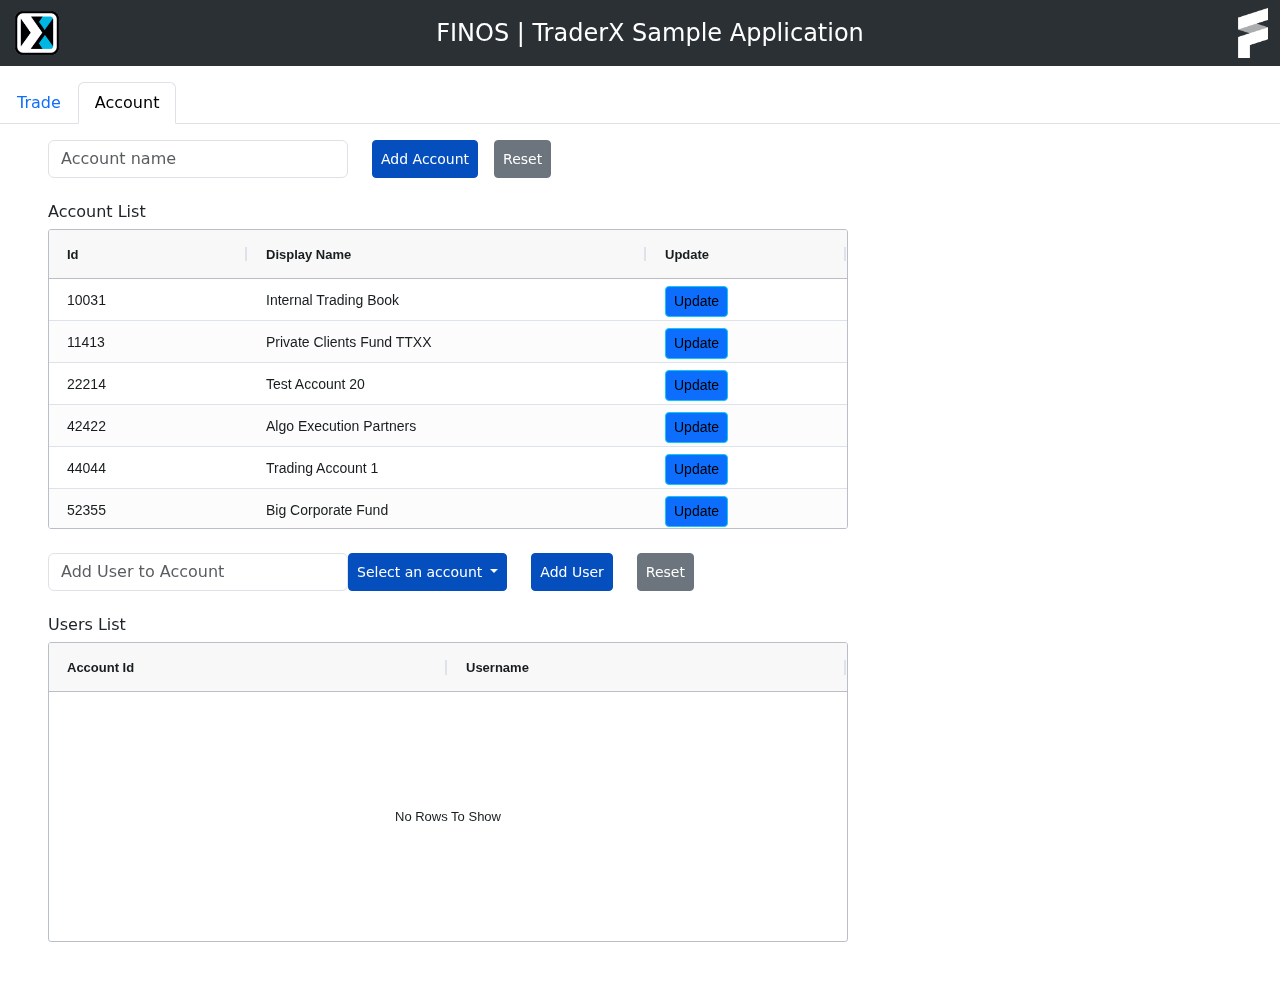 FINOS | TraderX Sample Application
Trade
Account
Account name
Add Account
Reset
Account List
Id Display Name Update
10031 Internal Trading Book Update
11413 Private Clients Fund TTXX Update
22214 Test Account 20 Update
42422 Algo Execution Partners Update
44044 Trading Account 1 Update
52355 Big Corporate Fund Update
Add User to Account
Select an account
Add User
Reset
Users List
Account Id Username
No Rows To Show